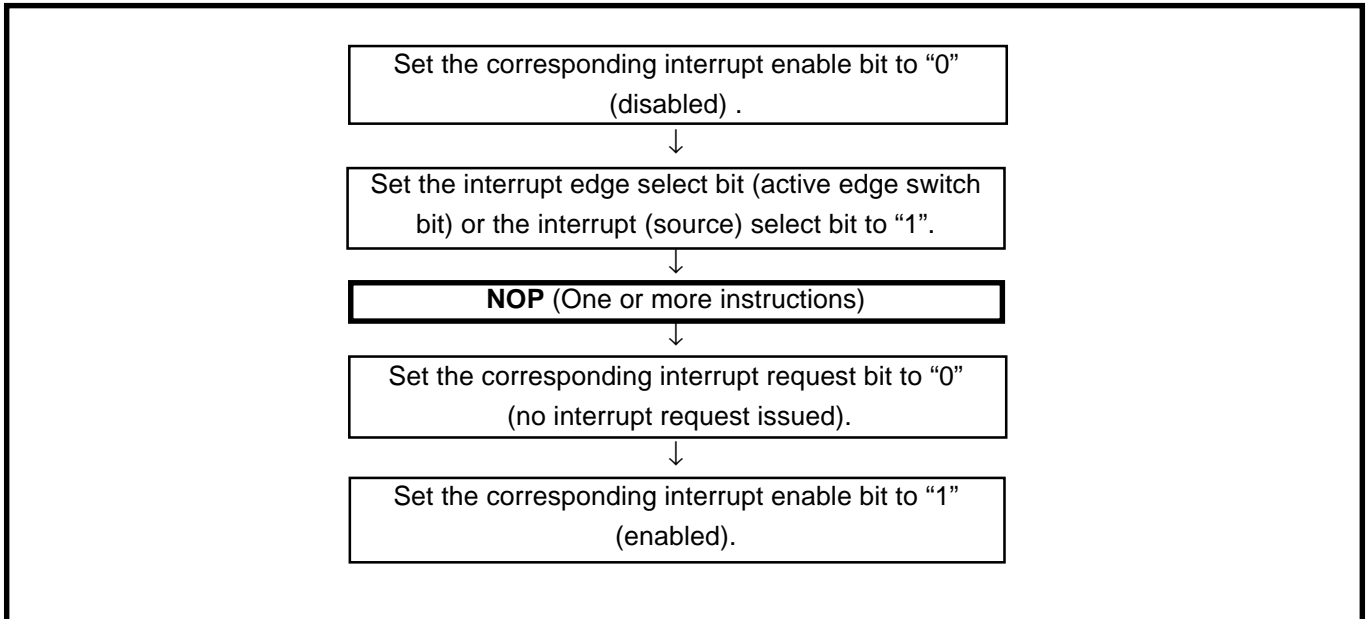 Set the corresponding interrupt enable bit to “0”
(disabled) .
↓
Set the interrupt edge select bit (active edge switch
bit) or the interrupt (source) select bit to “1”.
↓
NOP (One or more instructions)
↓
Set the corresponding interrupt request bit to “0”
(no interrupt request issued).
↓
Set the corresponding interrupt enable bit to “1”
(enabled).